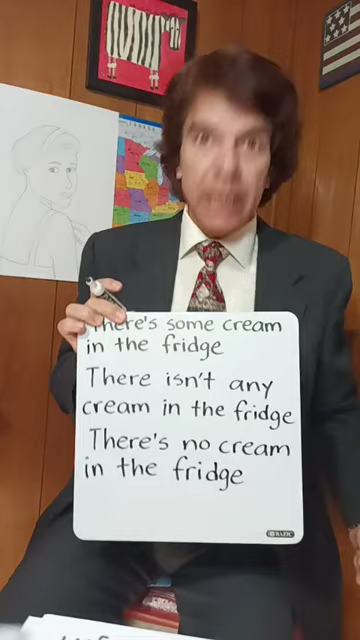 There's some cream
in the fridge
There isn't any
cream in the fridge
There's no cream
in the fridge
BAZIC